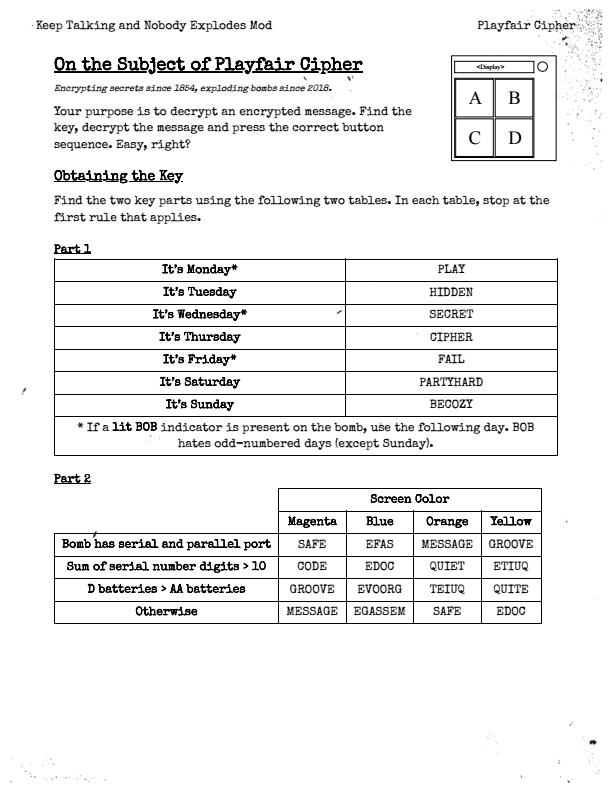 Keep Talking and Nobody Explodes Mod
Playfair Cipher
On the Subject of Playfair Cipher
Encrypting secrets since 1854, exploding bombs since 2018.
<Display>
A B
C D
Your purpose is to decrypt an encrypted message. Find the
key, decrypt the message and press the correct button
sequence. Easy, right?
Obtaining the Key
Find the two key parts using the following two tables. In each table, stop at the
first rule that applies.
Part 1
It's Monday* PLAY
It's Tuesday HIDDEN
It's Wednesday* SECRET
It's Thursday CIPHER
It's Friday* FAIL
It's Saturday PARTYHARD
It's Sunday BECOZY
* If a lit BOB indicator is present on the bomb, use the following day. BOB
hates odd-numbered days (except Sunday).
Part 2
Screen Color
Magenta Blue Orange Yellow
Bomb has serial and parallel port SAFE EFAS MESSAGE GROOVE
Sum of serial number digits > 10 CODE EDOC QUIET ETIUQ
D batteries > AA batteries GROOVE EVOORG TEIUQ QUITE
Otherwise MESSAGE EGASSEM SAFE EDOC